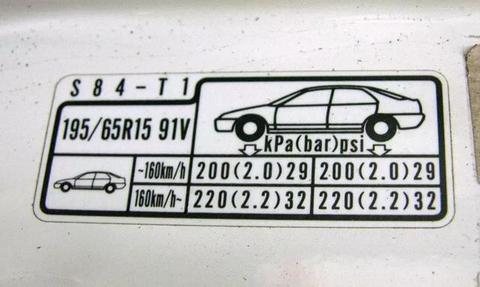 S84-T1
195/65R15 91V
kPa(bar)psi
~160km/h 200(2.0)29 200(2.0)29
160km/h~ 220(2.2)32 220(2.2)32